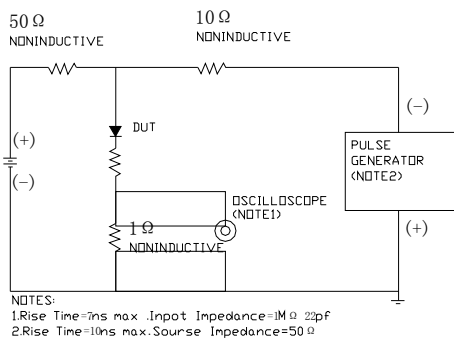 50 Ω
NONINDUCTIVE
10 Ω
NONINDUCTIVE
(+)
(−)
DUT
1 Ω
NONINDUCTIVE
OSCILLOSCOPE
(NOTE1)
(−)
PULSE
GENERATOR
(NOTE2)
(+)
NOTES:
1.Rise Time=7ns max .Inpot Impedance=1M Ω 22pf
2.Rise Time=10ns max.Sourse Impedance=50 Ω